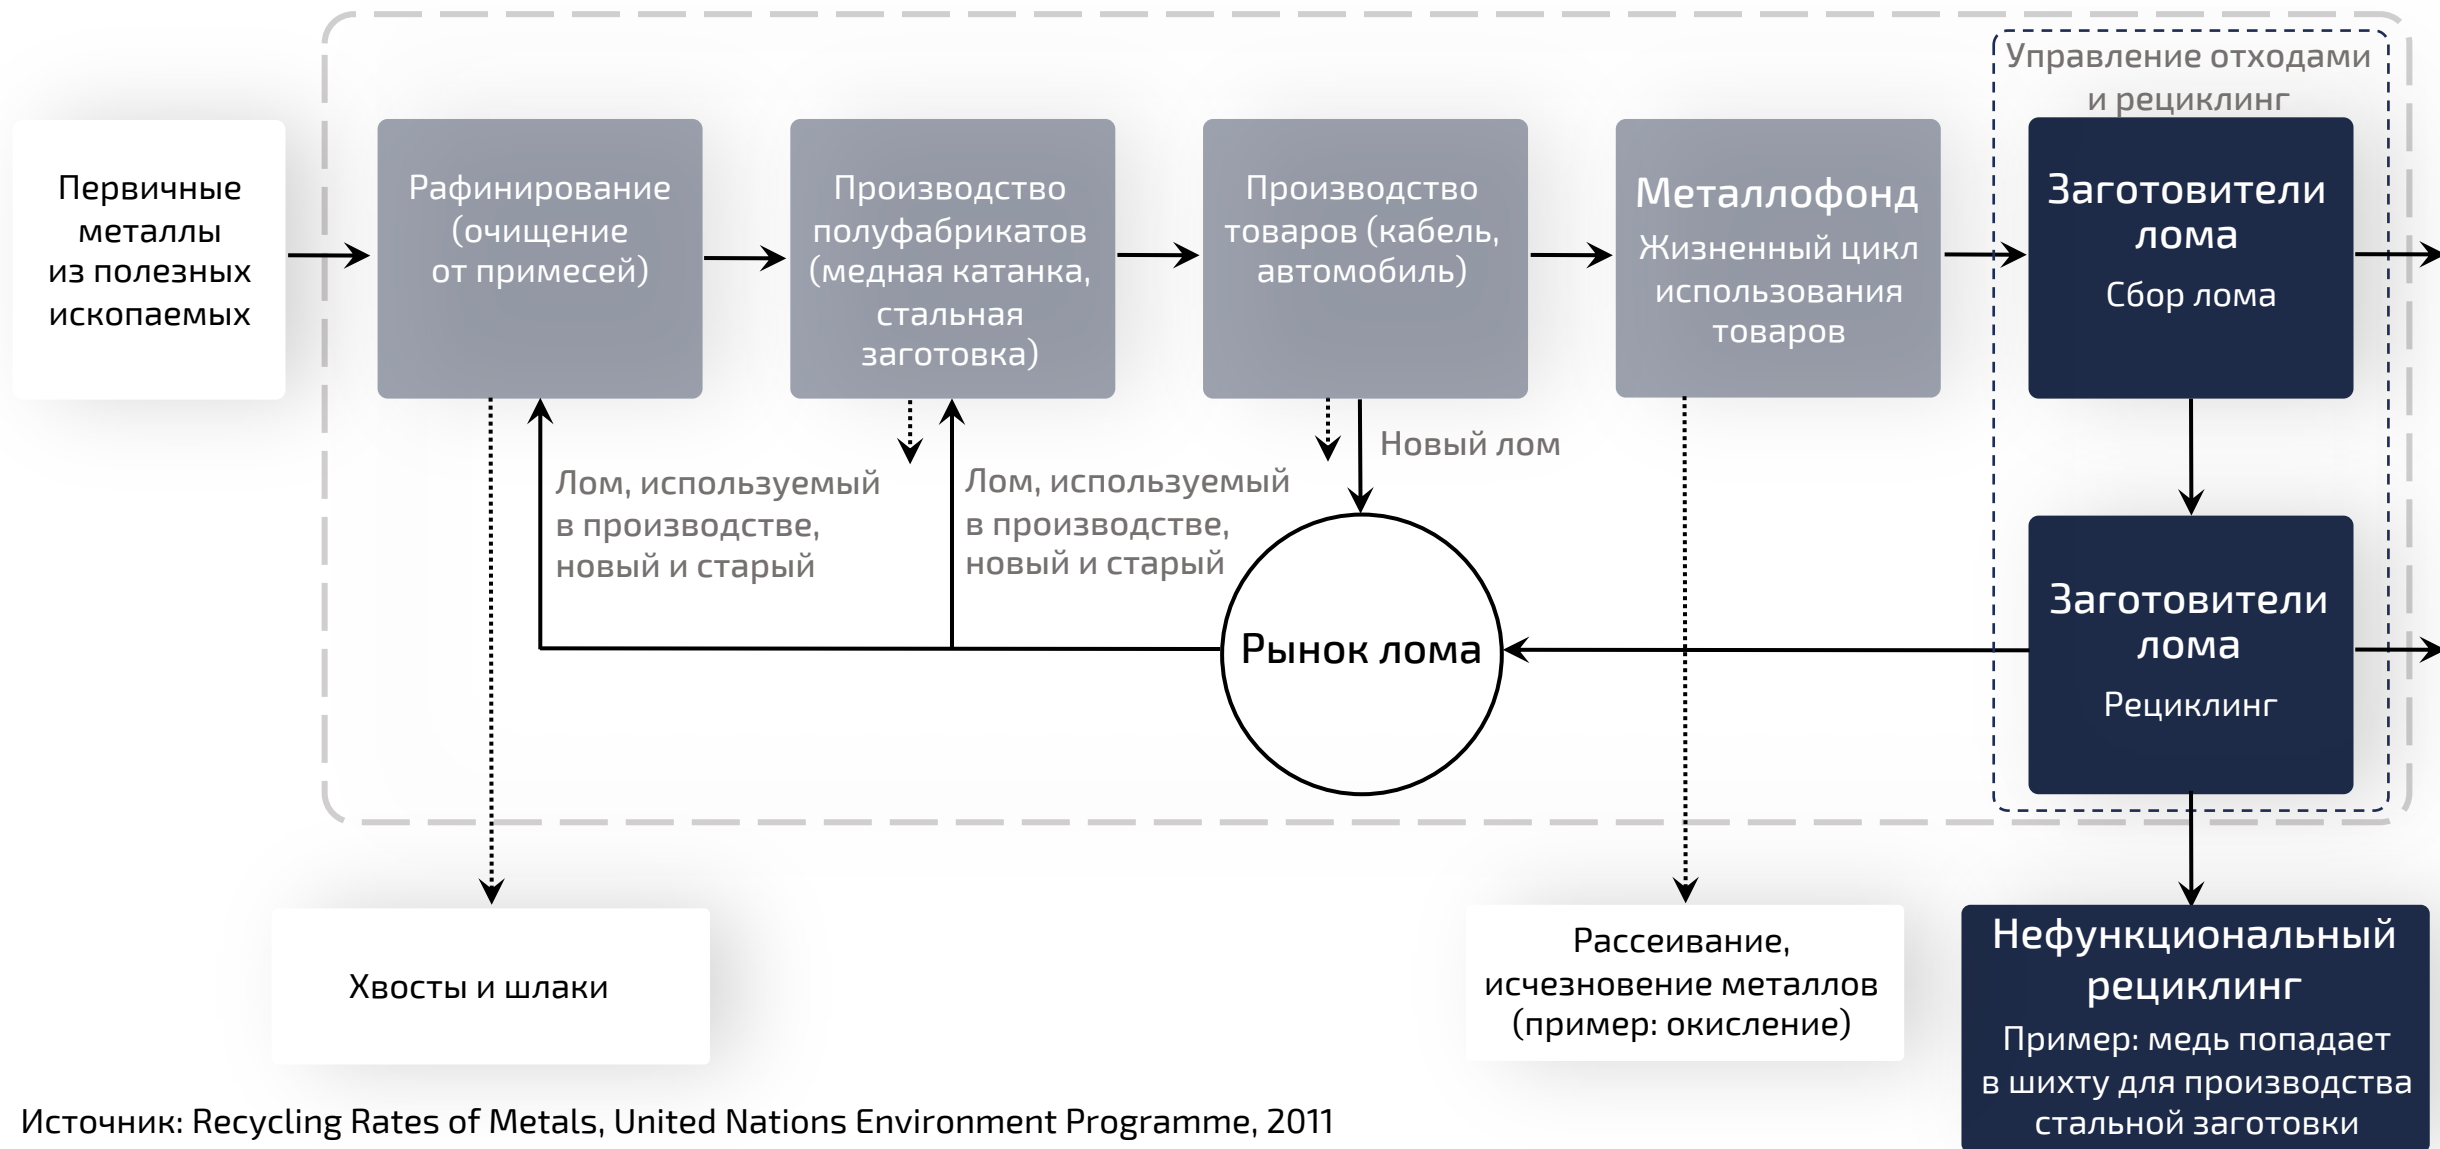 Управление отходами
и рециклинг
Первичные
металлы
из полезных
ископаемых
Рафинирование
(очищение
от примесей)
Производство
полуфабрикатов
(медная катанка,
стальная
заготовка)
Производство
товаров (кабель,
автомобиль)
Металлофонд
Жизненный цикл
использования
товаров
Заготовители
лома
Сбор лома
Новый лом
Лом, используемый
в производстве,
новый и старый
Лом, используемый
в производстве,
новый и старый
Рынок лома
Заготовители
лома
Рециклинг
Хвосты и шлаки
Рассеивание,
исчезновение металлов
(пример: окисление)
Нефункциональный
рециклинг
Пример: медь попадает
в шихту для производства
стальной заготовки
Источник: Recycling Rates of Metals, United Nations Environment Programme, 2011